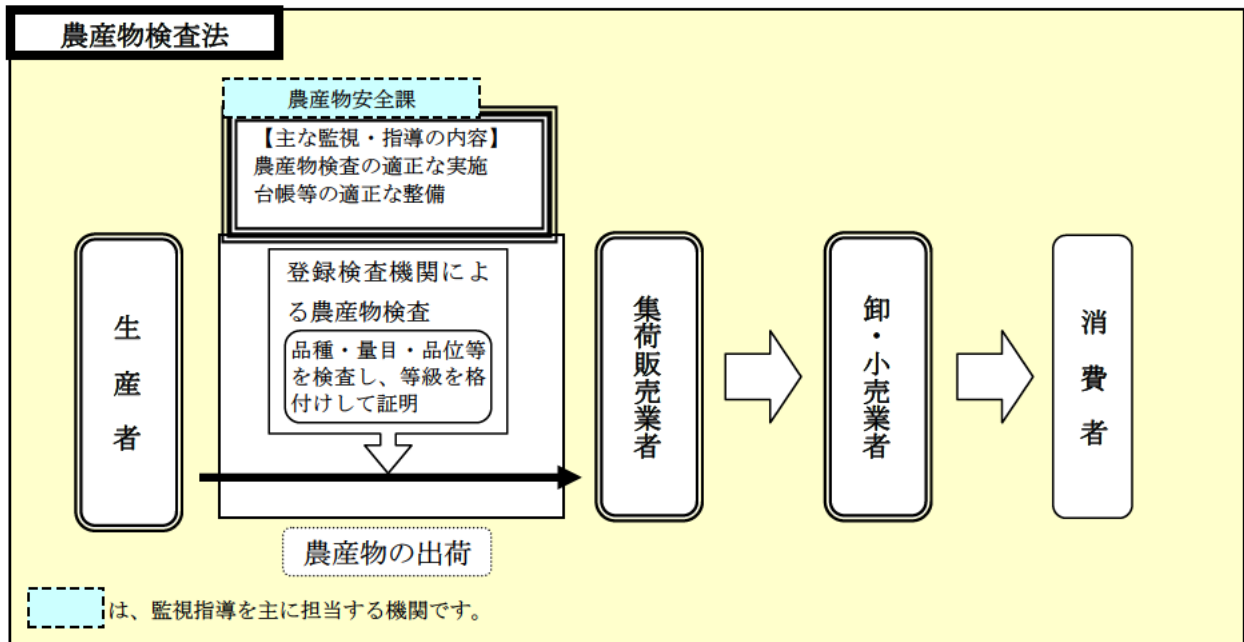 農産物検査法
農産物安全課
【主な監視・指導の内容】
農産物検査の適正な実施
台帳等の適正な整備
生産者
登録検査機関によ
る農産物検査
品種・量目・品位等
を検査し、等級を格
付けして証明
集荷販売業者
卸・小売業者
消費者
農産物の出荷
は、監視指導を主に担当する機関です。